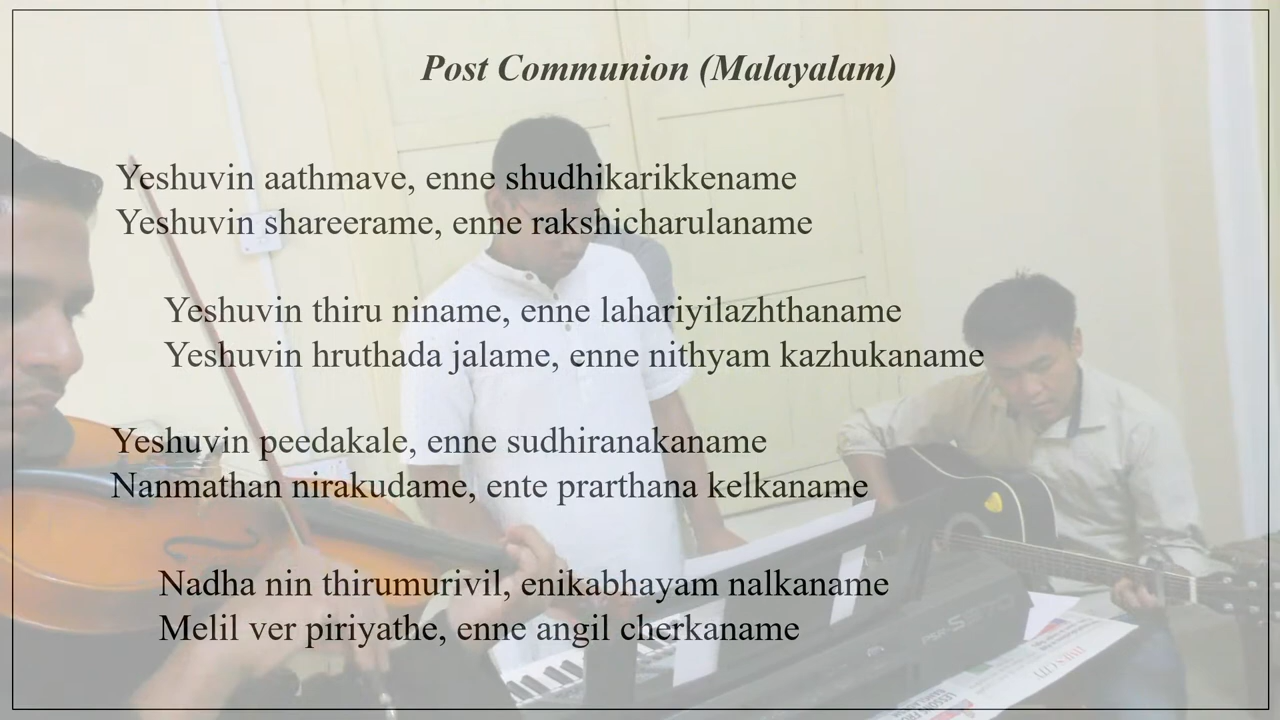 Post Communion (Malayalam)
Yeshuvin aathmave, enne shudhikarikkename
Yeshuvin shareerame, enne rakshicharulaname
Yeshuvin thiru niname, enne lahariyilazhthaname
Yeshuvin hruthada jalame, enne nithyam kazhukaname
Yeshuvin peedakale, enne sudhiranakaname
Nanmathan nirakudame, ente prarthana kelkaname
Nadha nin thirumurivil, enikabhayam nalkaname
Melil ver piriyathe, enne angil cherkaname